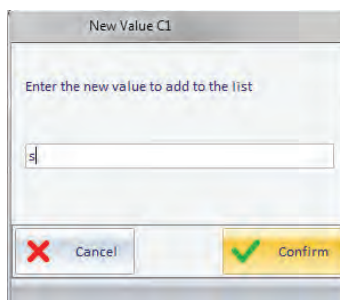 New Value C1
Enter the new value to add to the list
s
Cancel
Confirm